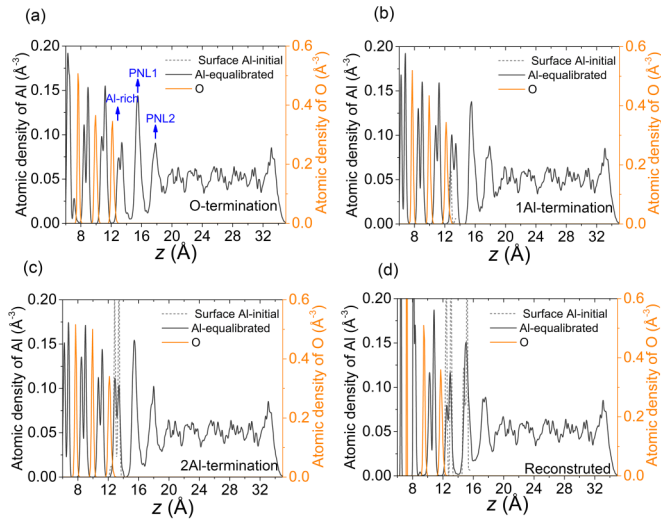 (a)
Atomic density of Al (Å⁻³)
0.20
0.15
0.10
0.05
0.00
PNL1
Al-rich
PNL2
Surface Al-initial
Al-equalibrated
O
O-termination
8 12 16 20 24 28 32
z (Å)
0.6
0.4
0.2
0.0
Atomic density of O (Å⁻³)
(b)
Atomic density of Al (Å⁻³)
0.20
0.15
0.10
0.05
0.00
Surface Al-initial
Al-equalibrated
O
1Al-termination
8 12 16 20 24 28 32
z (Å)
0.6
0.4
0.2
0.0
Atomic density of O (Å⁻³)
(c)
Atomic density of Al (Å⁻³)
0.20
0.15
0.10
0.05
0.00
Surface Al-initial
Al-equalibrated
O
2Al-termination
8 12 16 20 24 28 32
z (Å)
0.6
0.4
0.2
0.0
Atomic density of O (Å⁻³)
(d)
Atomic density of Al (Å⁻³)
0.20
0.15
0.10
0.05
0.00
Surface Al-initial
Al-equalibrated
O
Reconstruted
8 12 16 20 24 28 32
z (Å)
0.6
0.4
0.2
0.0
Atomic density of O (Å⁻³)